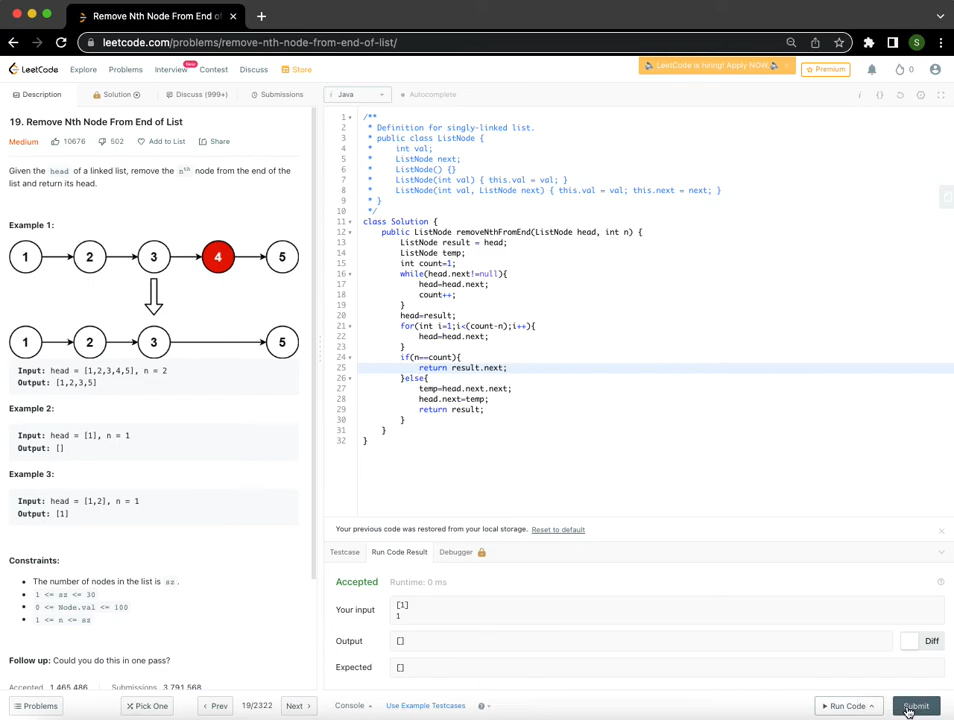 Remove Nth Node From End of
leetcode.com/problems/remove-nth-node-from-end-of-list/
S
LeetCode Explore Problems Interview New Contest Discuss Store
LeetCode is hiring! Apply NOW.
Premium
0
Description Solution Discuss (999+) Submissions
Java Autocomplete
19. Remove Nth Node From End of List
Medium 10676 502 Add to List Share
Given the head of a linked list, remove the nth node from the end of the
list and return its head.
Example 1:
1 2 3 4 5
1 2 3 5
Input: head = [1,2,3,4,5], n = 2
Output: [1,2,3,5]
Example 2:
Input: head = [1], n = 1
Output: []
Example 3:
Input: head = [1,2], n = 1
Output: [1]
Constraints:
• The number of nodes in the list is sz.
• 1 <= sz <= 30
• 0 <= Node.val <= 100
• 1 <= n <= sz
Follow up: Could you do this in one pass?
Accepted 1,465,486 Submissions 3,791,568
1 /**
2 * Definition for singly-linked list.
3 * public class ListNode {
4 int val;
5 * ListNode next;
6 * ListNode() {}
7 * ListNode(int val) { this.val = val; }
8 * ListNode(int val, ListNode next) { this.val = val; this.next = next; }
9 * }
10 */
11 class Solution {
12 public ListNode removeNthFromEnd(ListNode head, int n) {
13 ListNode result = head;
14 ListNode temp;
15 int count=1;
16 while(head.next!=null){
17 head=head.next;
18 count++;
19 }
20 head=result;
21 for(int i=1;i<(count-n);i++){
22 head=head.next;
23 }
24 if(n==count){
25 return result.next;
26 }else{
27 temp=head.next.next;
28 head.next=temp;
29 return result;
30 }
31 }
32 }
Your previous code was restored from your local storage. Reset to default
Testcase Run Code Result Debugger
Accepted Runtime: 0 ms
Your input
[1]
1
Output [] Diff
Expected []
Problems Pick One Prev 19/2322 Next Console Use Example Testcases Run Code Submit